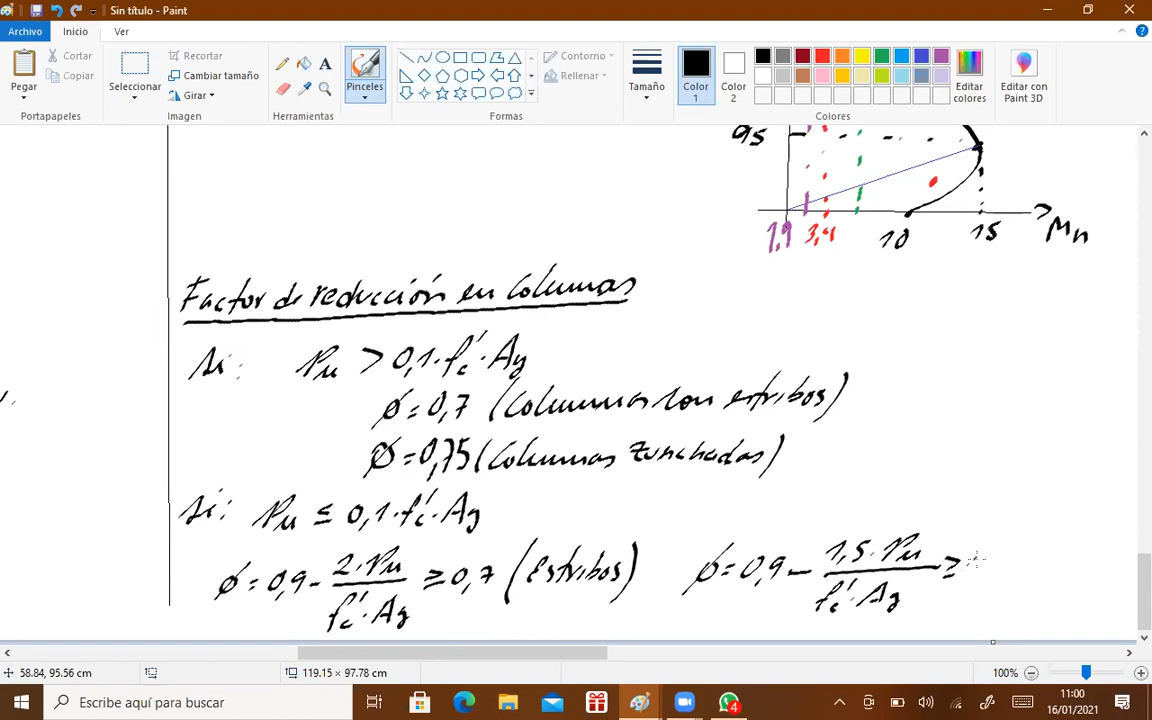 Sin título - Paint
Archivo Inicio Ver
Pegar
Cortar
Copiar
Portapapeles
Seleccionar
Recortar
Cambiar tamaño
Girar
Imagen
A
Herramientas
Pinceles
Contorno
Rellenar
Formas
Tamaño
Color 1
Color 2
Colores
Editar colores
Editar con Paint 3D
95
1,9 3,4 10 15 Mn
Factor de reducción en Columnas
Si: Pu > 0,1·f'c·Ag
ϕ=0,7 (Columnas con estribos)
ϕ=0,75 (Columnas zunchadas)
Si: Pu ≤ 0,1·f'c·Ag
ϕ=0,9- 2·Pu / f'c·Ag ≥0,7 (Estribos) ϕ=0,9- 1,5·Pu / f'c·Ag ≥
58.84, 95.56 cm 119.15 × 97.78 cm 100%
Escribe aquí para buscar
4
11:00
16/01/2021